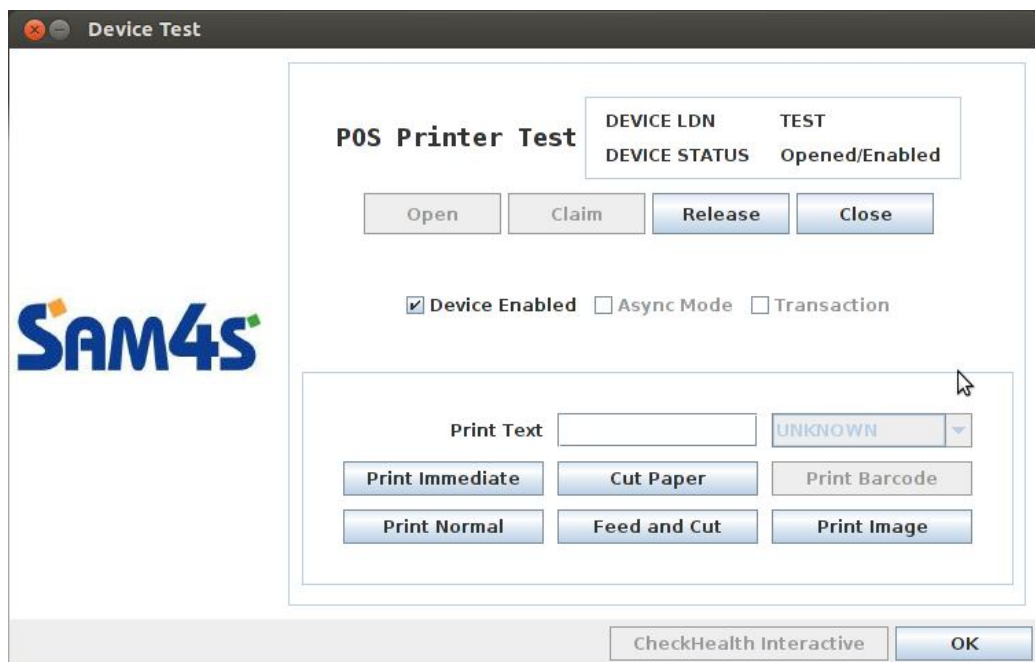 Device Test
POS Printer Test
DEVICE LDN TEST
DEVICE STATUS Opened/Enabled
Open Claim Release Close
Device Enabled Async Mode Transaction
SAM4S
Print Text UNKNOWN
Print Immediate Cut Paper Print Barcode
Print Normal Feed and Cut Print Image
CheckHealth Interactive OK